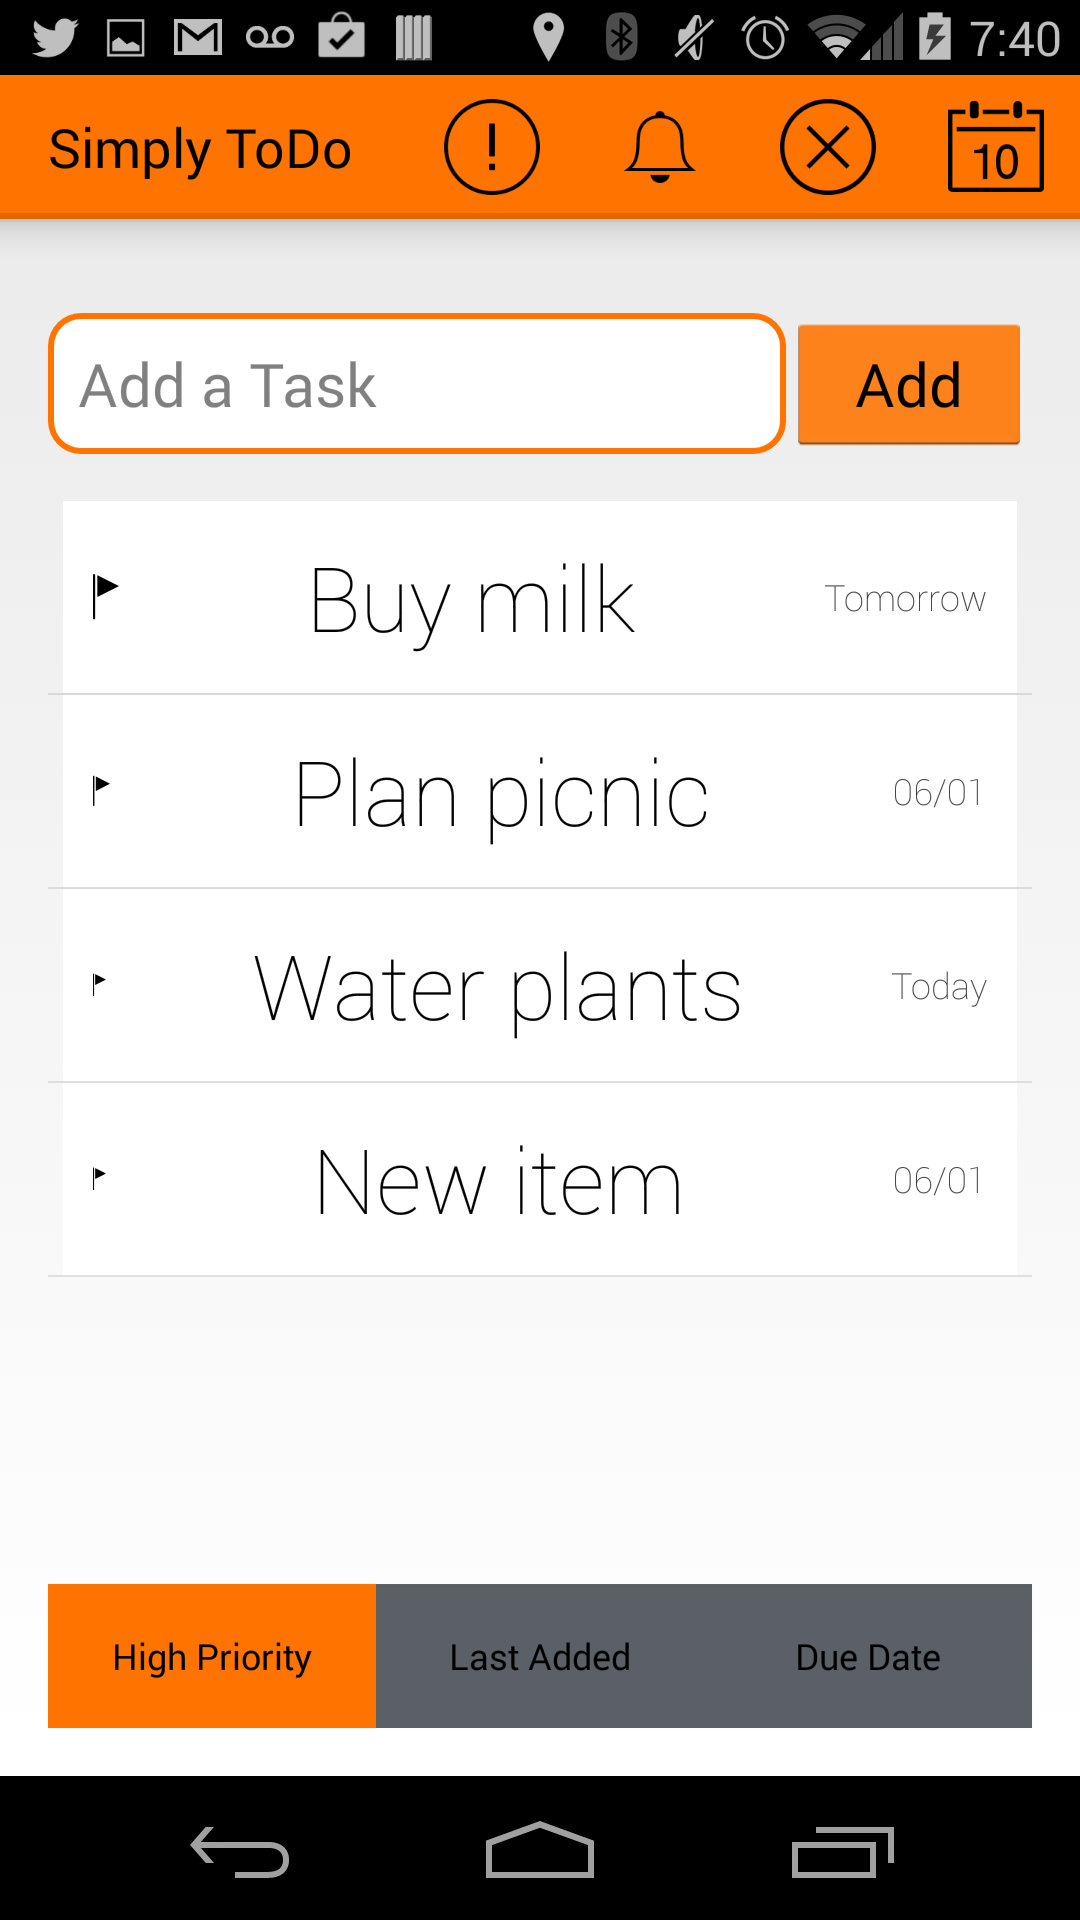 7:40
Simply ToDo
10
Add a Task
Add
Buy milk
Tomorrow
Plan picnic
06/01
Water plants
Today
New item
06/01
High Priority
Last Added
Due Date